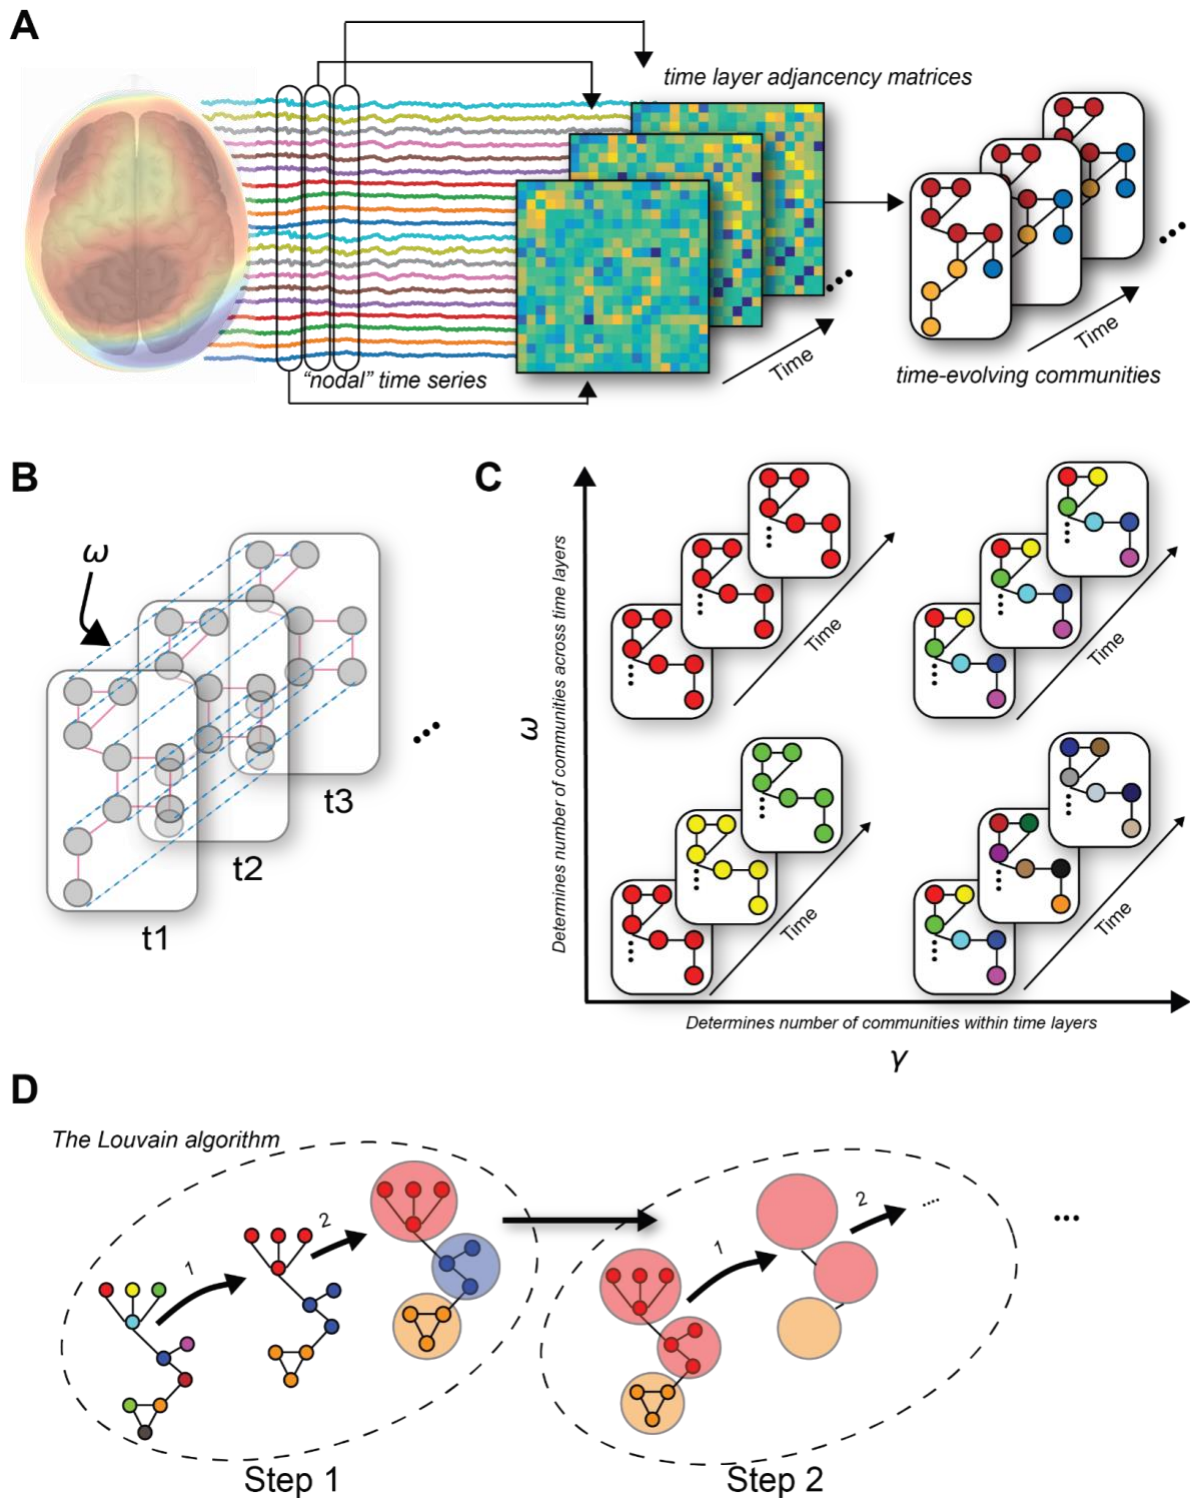 A
time layer adjancency matrices
"nodal" time series
Time
Time
time-evolving communities
B
ω
t1
t2
t3
C
ω
Determines number of communities across time layers
Time
Time
Time
Time
Determines number of communities within time layers
γ
D
The Louvain algorithm
1
2
1
2
Step 1
Step 2